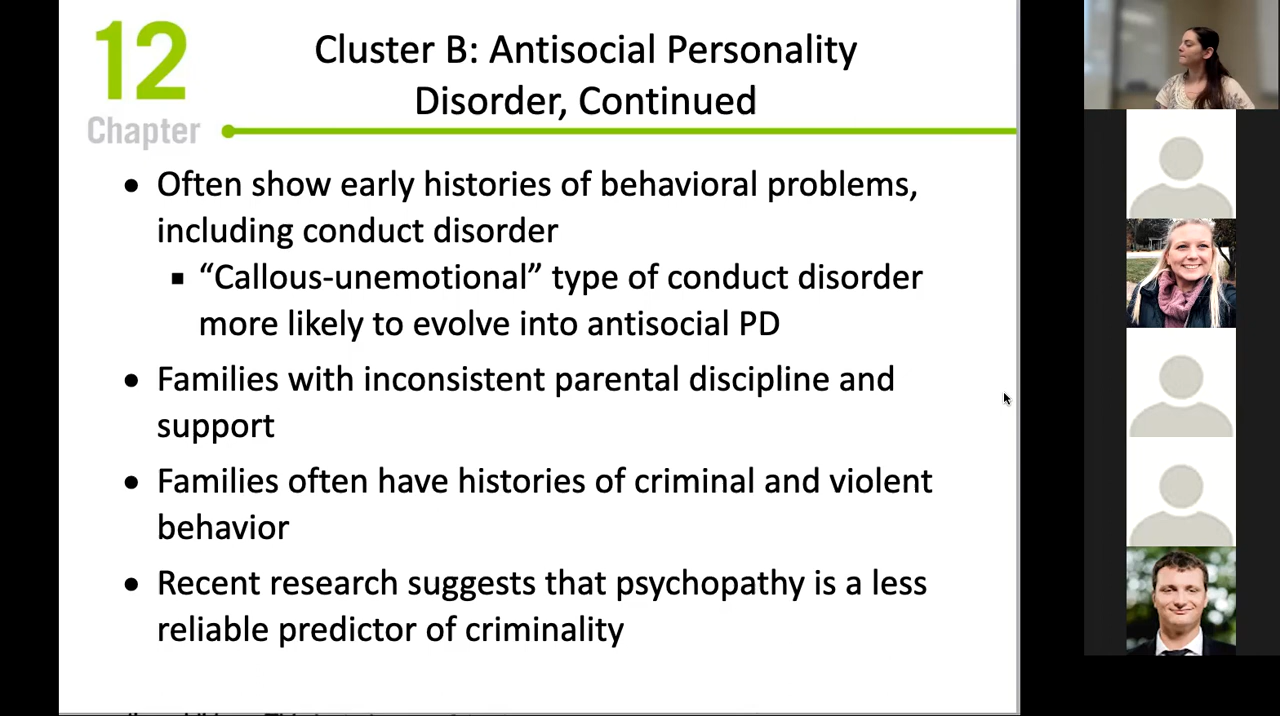 12
Chapter
Cluster B: Antisocial Personality
Disorder, Continued
• Often show early histories of behavioral problems,
including conduct disorder
▪ “Callous-unemotional” type of conduct disorder
more likely to evolve into antisocial PD
• Families with inconsistent parental discipline and
support
• Families often have histories of criminal and violent
behavior
• Recent research suggests that psychopathy is a less
reliable predictor of criminality